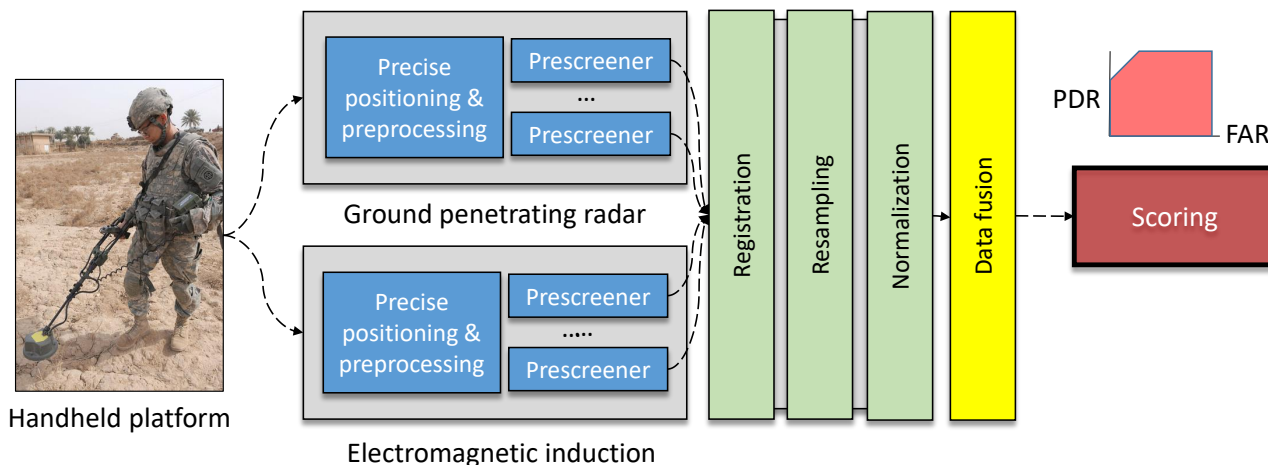 Precise
positioning &
preprocessing
Prescreener
...
Prescreener
Ground penetrating radar
Precise
positioning &
preprocessing
Prescreener
.....
Prescreener
Electromagnetic induction
Handheld platform
Registration
Resampling
Normalization
Data fusion
PDR
FAR
Scoring